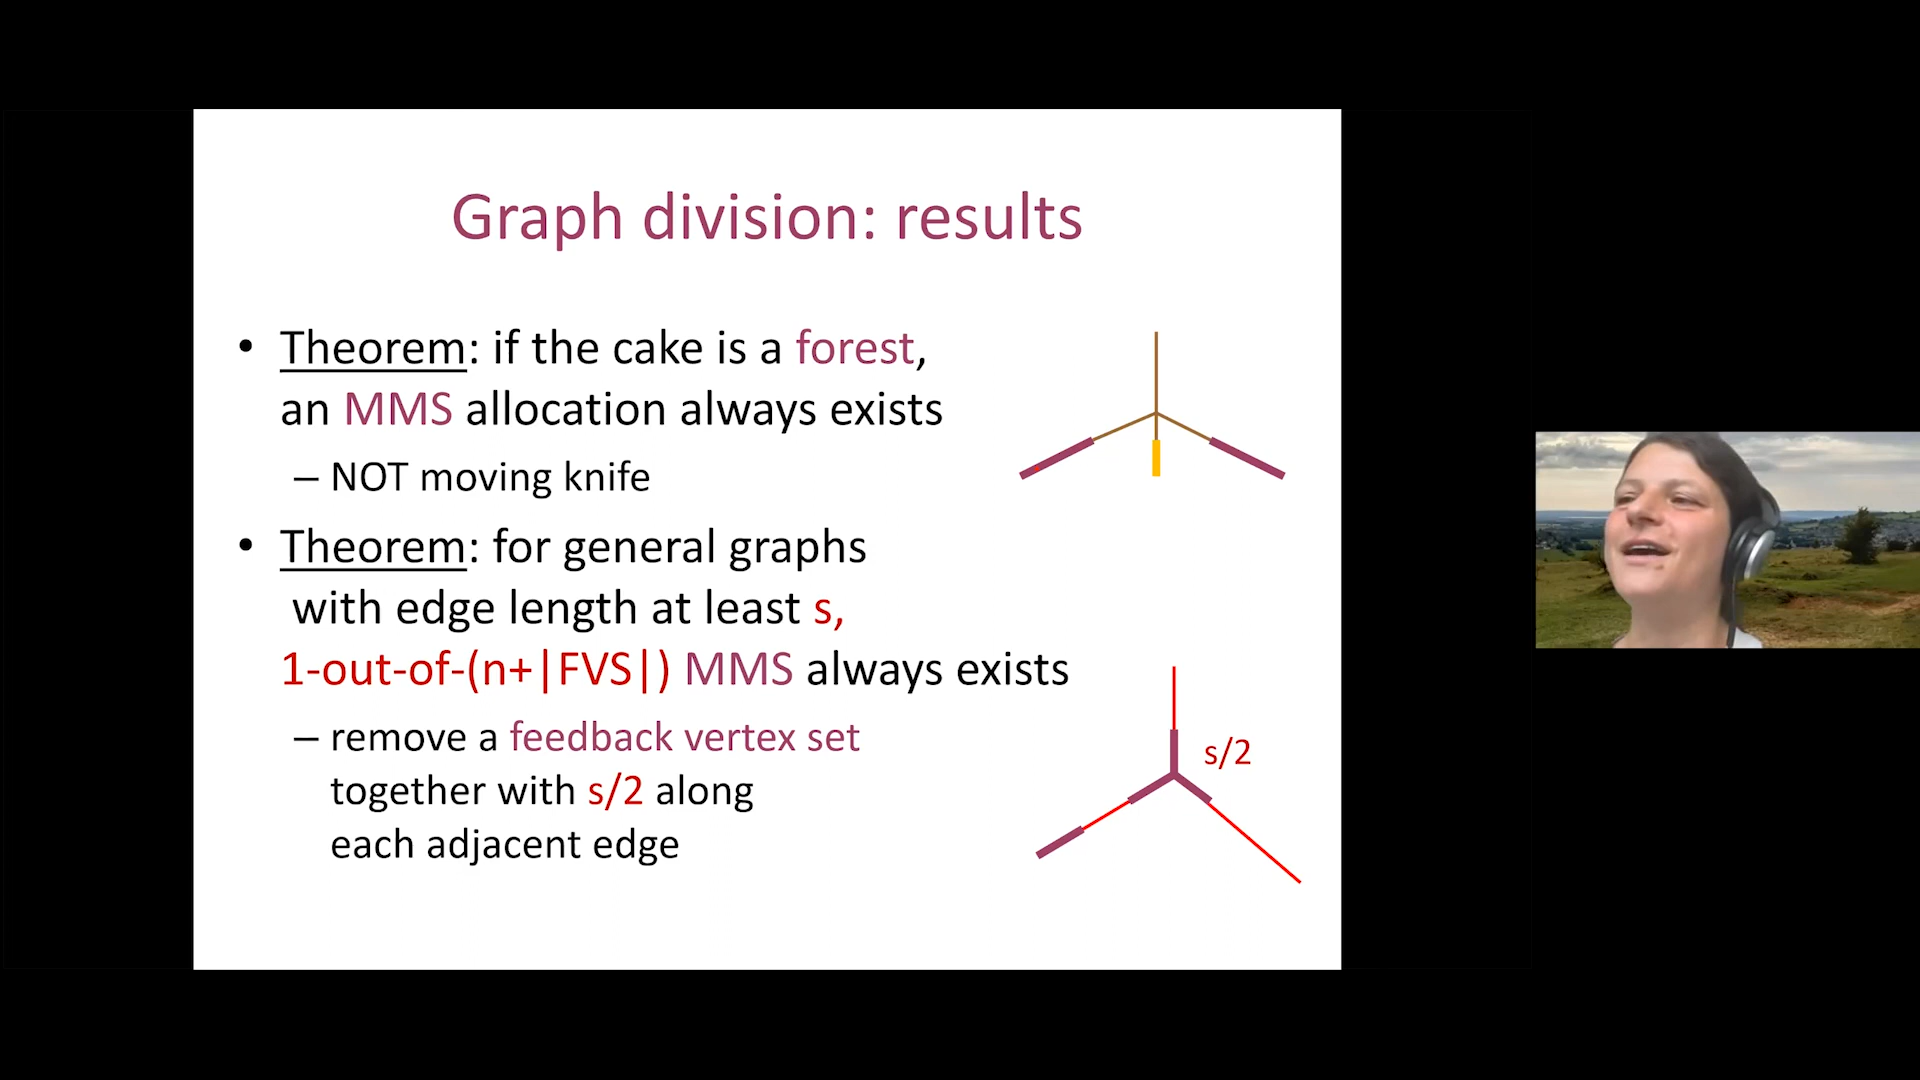 Graph division: results
• Theorem: if the cake is a forest,
an MMS allocation always exists
– NOT moving knife
• Theorem: for general graphs
with edge length at least s,
1-out-of-(n+|FVS|) MMS always exists
– remove a feedback vertex set
together with s/2 along
each adjacent edge
s/2